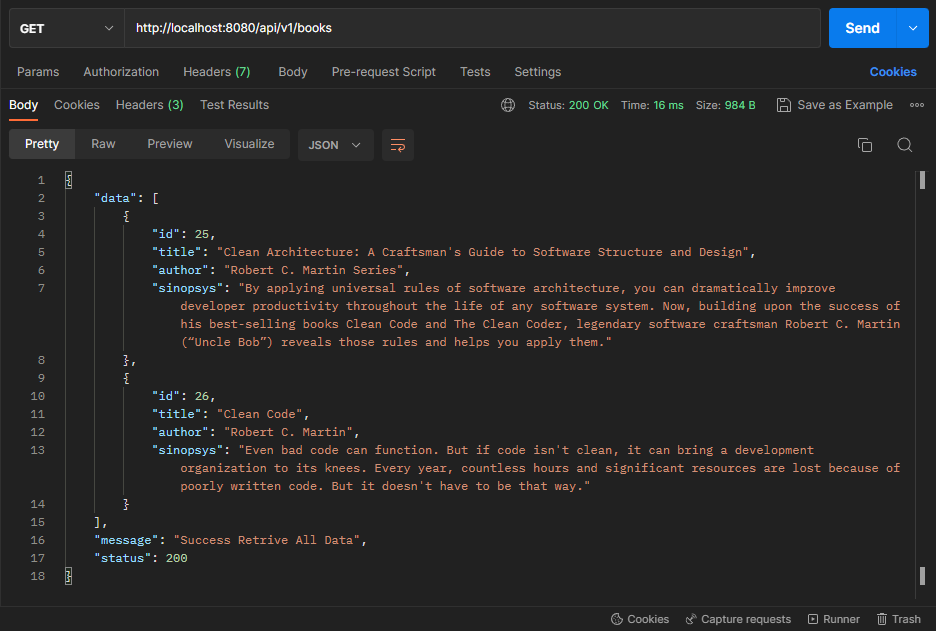 GET http://localhost:8080/api/v1/books Send
Params Authorization Headers (7) Body Pre-request Script Tests Settings Cookies
Body Cookies Headers (3) Test Results Status: 200 OK Time: 16 ms Size: 984 B Save as Example
Pretty Raw Preview Visualize JSON
1 {
2 "data": [
3 {
4 "id": 25,
5 "title": "Clean Architecture: A Craftsman's Guide to Software Structure and Design",
6 "author": "Robert C. Martin Series",
7 "sinopsys": "By applying universal rules of software architecture, you can dramatically improve
developer productivity throughout the life of any software system. Now, building upon the success of
his best-selling books Clean Code and The Clean Coder, legendary software craftsman Robert C. Martin
(“Uncle Bob”) reveals those rules and helps you apply them."
8 },
9 {
10 "id": 26,
11 "title": "Clean Code",
12 "author": "Robert C. Martin",
13 "sinopsys": "Even bad code can function. But if code isn't clean, it can bring a development
organization to its knees. Every year, countless hours and significant resources are lost because of
poorly written code. But it doesn't have to be that way."
14 }
15 ],
16 "message": "Success Retrive All Data",
17 "status": 200
18 }
Cookies Capture requests Runner Trash